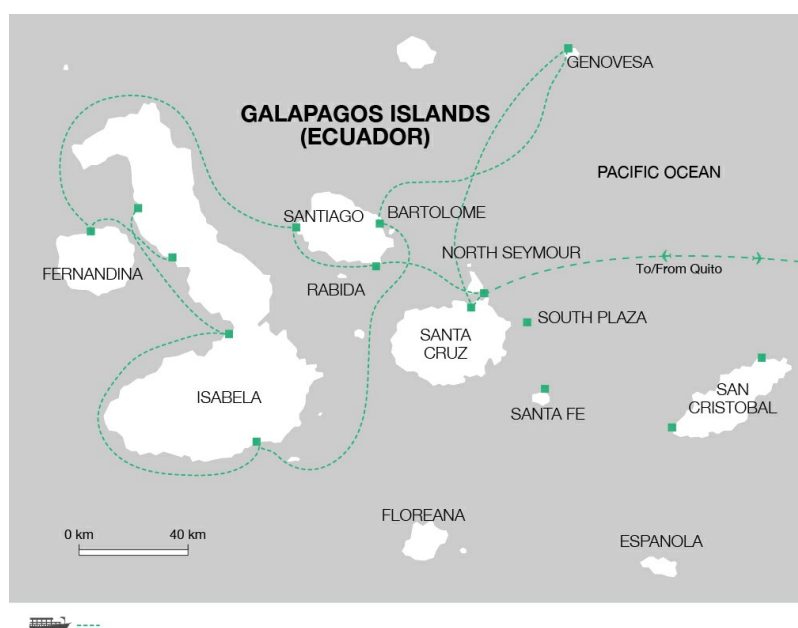 GENOVESA
GALAPAGOS ISLANDS
(ECUADOR)
PACIFIC OCEAN
SANTIAGO
BARTOLOME
NORTH SEYMOUR
FERNANDINA
To/From Quito
RABIDA
SOUTH PLAZA
SANTA
CRUZ
SAN
CRISTOBAL
ISABELA
SANTA FE
FLOREANA
0 km
40 km
ESPANOLA